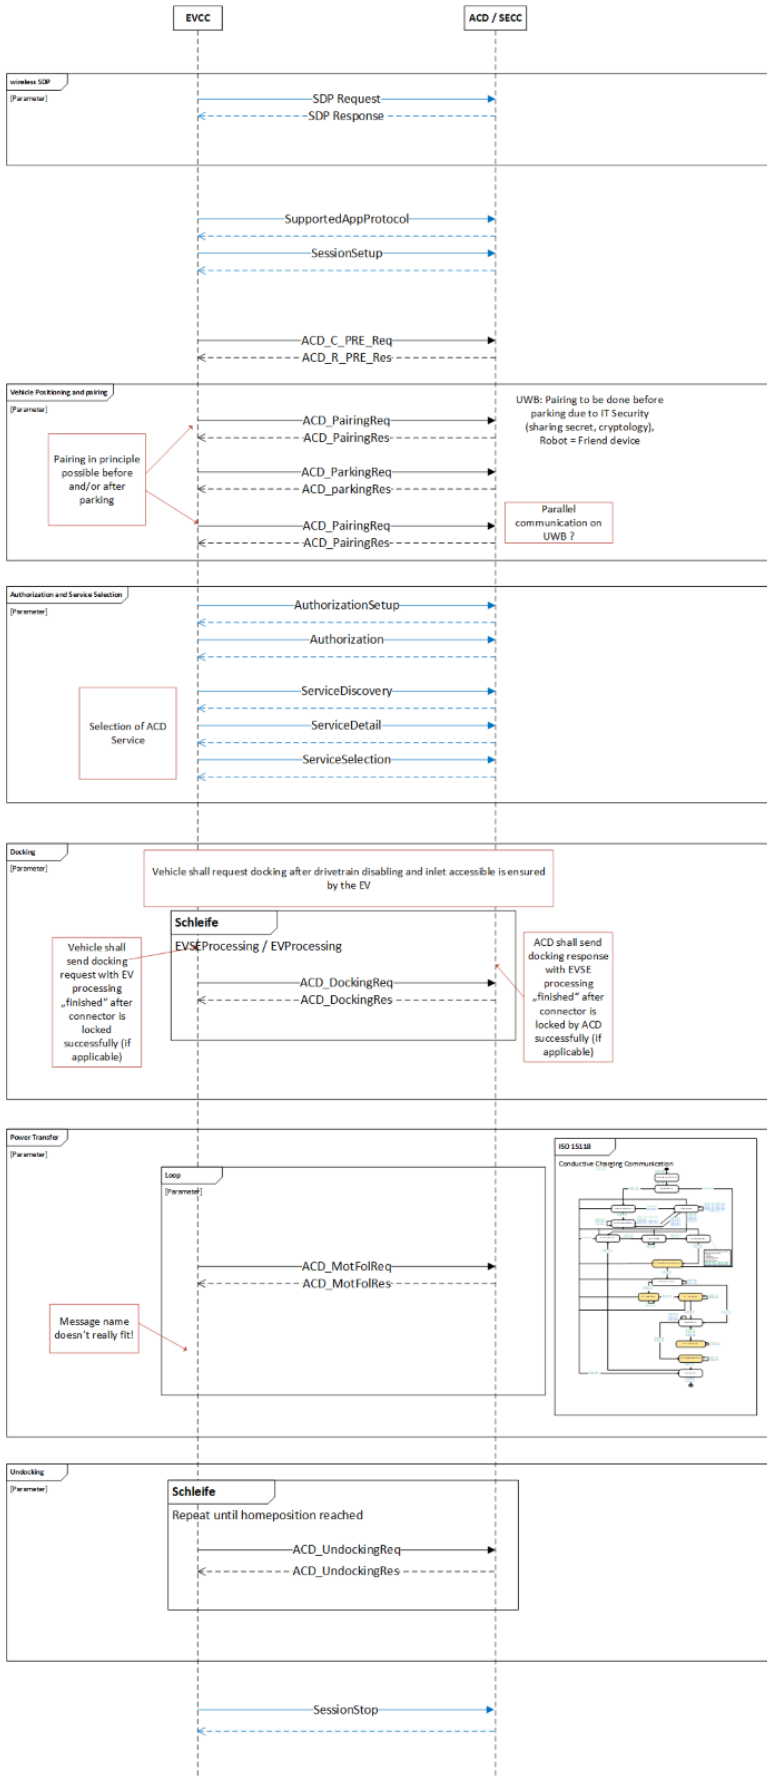 EVCC
ACD / SECC
wireless SDP
[Parameter]
SDP Request
SDP Response
SupportedAppProtocol
SessionSetup
ACD_C_PRE_Req
ACD_R_PRE_Res
Vehicle Positioning and pairing
[Parameter]
UWB: Pairing to be done before
parking due to IT Security
(sharing secret, cryptology),
Robot = Friend device
ACD_PairingReq
ACD_PairingRes
Pairing in principle
possible before
and/or after
parking
ACD_ParkingReq
ACD_parkingRes
Parallel
communication on
UWB ?
ACD_PairingReq
ACD_PairingRes
Authorization and Service Selection
[Parameter]
AuthorizationSetup
Authorization
ServiceDiscovery
Selection of ACD
Service
ServiceDetail
ServiceSelection
Docking
[Parameter]
Vehicle shall request docking after drivetrain disabling and inlet accessible is ensured
by the EV
Schleife
EVSEProcessing / EVProcessing
Vehicle shall
send docking
request with EV
processing
„finished“ after
connector is
locked
successfully (if
applicable)
ACD_DockingReq
ACD_DockingRes
ACD shall send
docking response
with EVSE
processing
„finished“ after
connector is
locked by ACD
successfully (if
applicable)
Power Transfer
[Parameter]
ISO 15118
Conductive Charging Communication
Loop
[Parameter]
ACD_MotFolReq
ACD_MotFolRes
Message name
doesn't really fit!
Undocking
[Parameter]
Schleife
Repeat until homeposition reached
ACD_UndockingReq
ACD_UndockingRes
SessionStop